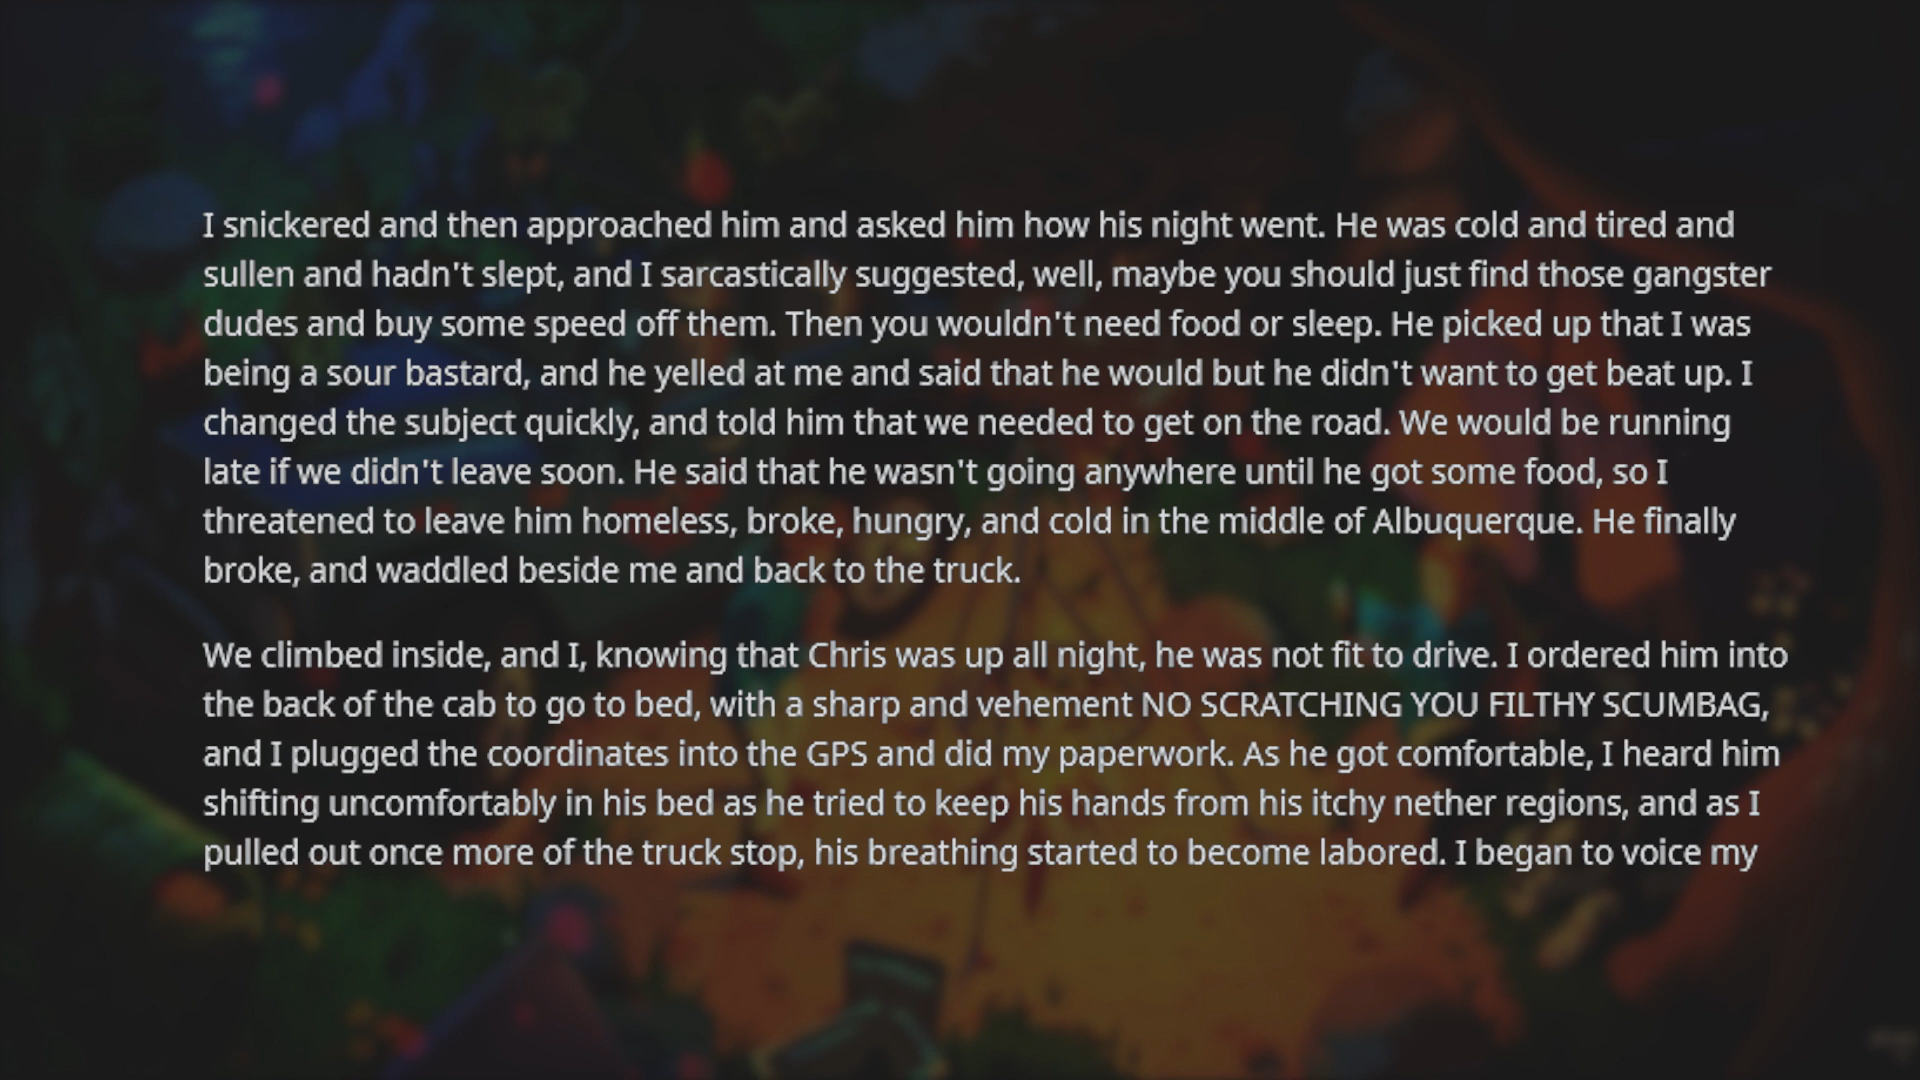 I snickered and then approached him and asked him how his night went. He was cold and tired and
sullen and hadn't slept, and I sarcastically suggested, well, maybe you should just find those gangster
dudes and buy some speed off them. Then you wouldn't need food or sleep. He picked up that I was
being a sour bastard, and he yelled at me and said that he would but he didn't want to get beat up. I
changed the subject quickly, and told him that we needed to get on the road. We would be running
late if we didn't leave soon. He said that he wasn't going anywhere until he got some food, so I
threatened to leave him homeless, broke, hungry, and cold in the middle of Albuquerque. He finally
broke, and waddled beside me and back to the truck.
We climbed inside, and I, knowing that Chris was up all night, he was not fit to drive. I ordered him into
the back of the cab to go to bed, with a sharp and vehement NO SCRATCHING YOU FILTHY SCUMBAG,
and I plugged the coordinates into the GPS and did my paperwork. As he got comfortable, I heard him
shifting uncomfortably in his bed as he tried to keep his hands from his itchy nether regions, and as I
pulled out once more of the truck stop, his breathing started to become labored. I began to voice my